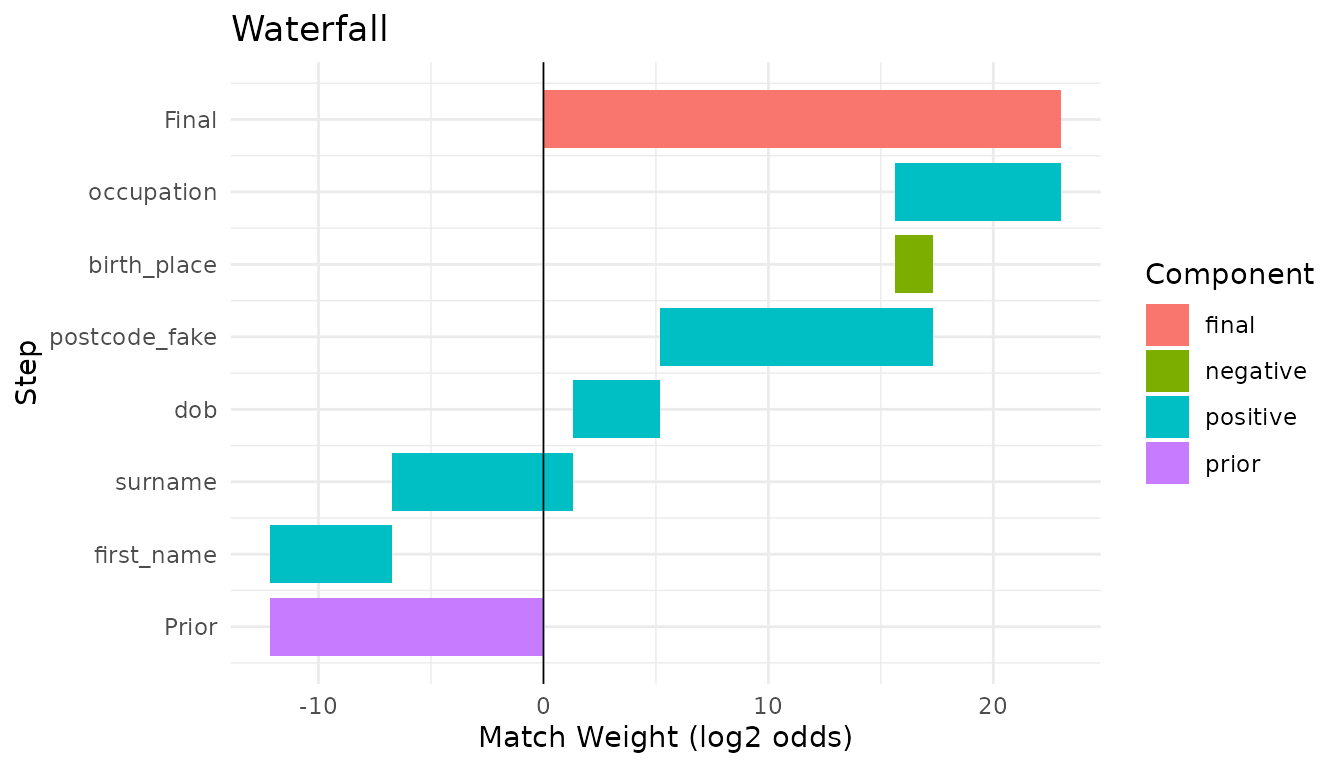 Waterfall
Final
occupation
birth_place
postcode_fake
dob
surname
first_name
Prior
Step
-10 0 10 20
Match Weight (log2 odds)
Component
final
negative
positive
prior